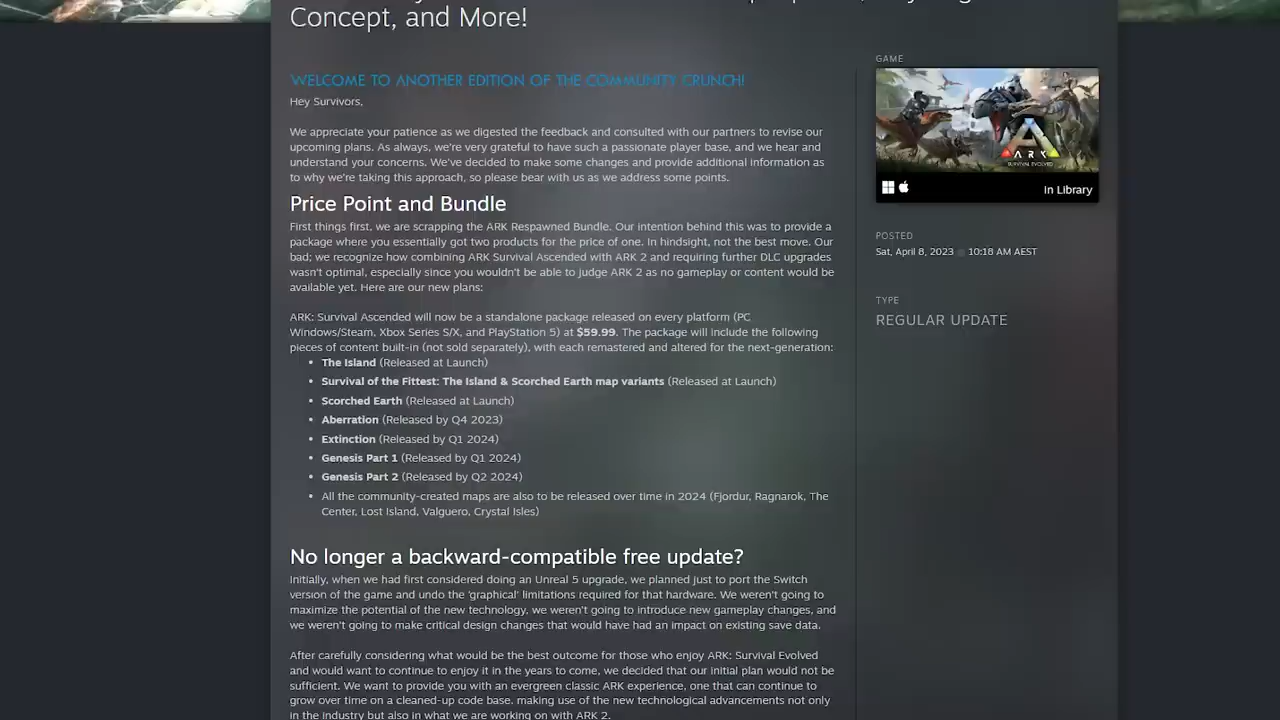 Concept, and More!
WELCOME TO ANOTHER EDITION OF THE COMMUNITY CRUNCH!
Hey Survivors,
We appreciate your patience as we digested the feedback and consulted with our partners to revise our
upcoming plans. As always, we're very grateful to have such a passionate player base, and we hear and
understand your concerns. We've decided to make some changes and provide additional information as
to why we're taking this approach, so please bear with us as we address some points.
Price Point and Bundle
First things first, we are scrapping the ARK Respawned Bundle. Our intention behind this was to provide a
package where you essentially got two products for the price of one. In hindsight, not the best move. Our
bad; we recognize how combining ARK Survival Ascended with ARK 2 and requiring further DLC upgrades
wasn't optimal, especially since you wouldn't be able to judge ARK 2 as no gameplay or content would be
available yet. Here are our new plans:
ARK: Survival Ascended will now be a standalone package released on every platform (PC
Windows/Steam, Xbox Series S/X, and PlayStation 5) at $59.99. The package will include the following
pieces of content built-in (not sold separately), with each remastered and altered for the next-generation:
• The Island (Released at Launch)
• Survival of the Fittest: The Island & Scorched Earth map variants (Released at Launch)
• Scorched Earth (Released at Launch)
• Aberration (Released by Q4 2023)
• Extinction (Released by Q1 2024)
• Genesis Part 1 (Released by Q1 2024)
• Genesis Part 2 (Released by Q2 2024)
• All the community-created maps are also to be released over time in 2024 (Fjordur, Ragnarok, The
Center, Lost Island, Valguero, Crystal Isles)
No longer a backward-compatible free update?
Initially, when we had first considered doing an Unreal 5 upgrade, we planned just to port the Switch
version of the game and undo the 'graphical' limitations required for that hardware. We weren't going to
maximize the potential of the new technology, we weren't going to introduce new gameplay changes, and
we weren't going to make critical design changes that would have had an impact on existing save data.
After carefully considering what would be the best outcome for those who enjoy ARK: Survival Evolved
and would want to continue to enjoy it in the years to come, we decided that our initial plan would not be
sufficient. We want to provide you with an evergreen classic ARK experience, one that can continue to
grow over time on a cleaned-up code base. making use of the new technological advancements not only
in the industry but also in what we are working on with ARK 2.
GAME
ARK
SURVIVAL EVOLVED
In Library
POSTED
Sat, April 8, 2023 10:18 AM AEST
TYPE
REGULAR UPDATE